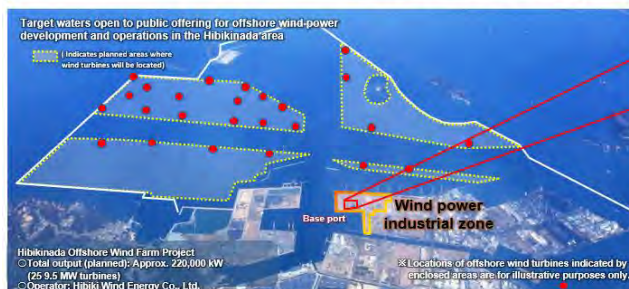 Target waters open to public offering for offshore wind-power
development and operations in the Hibikinada area
(Indicates planned areas where
wind turbines will be located)
Base port
Wind power
industrial zone
Hibikinada Offshore Wind Farm Project
○Total output (planned): Approx. 220,000 kW
(25 9.5 MW turbines)
○Operator: Hibiki Wind Energy Co., Ltd.
※Locations of offshore wind turbines indicated by
enclosed areas are for illustrative purposes only.